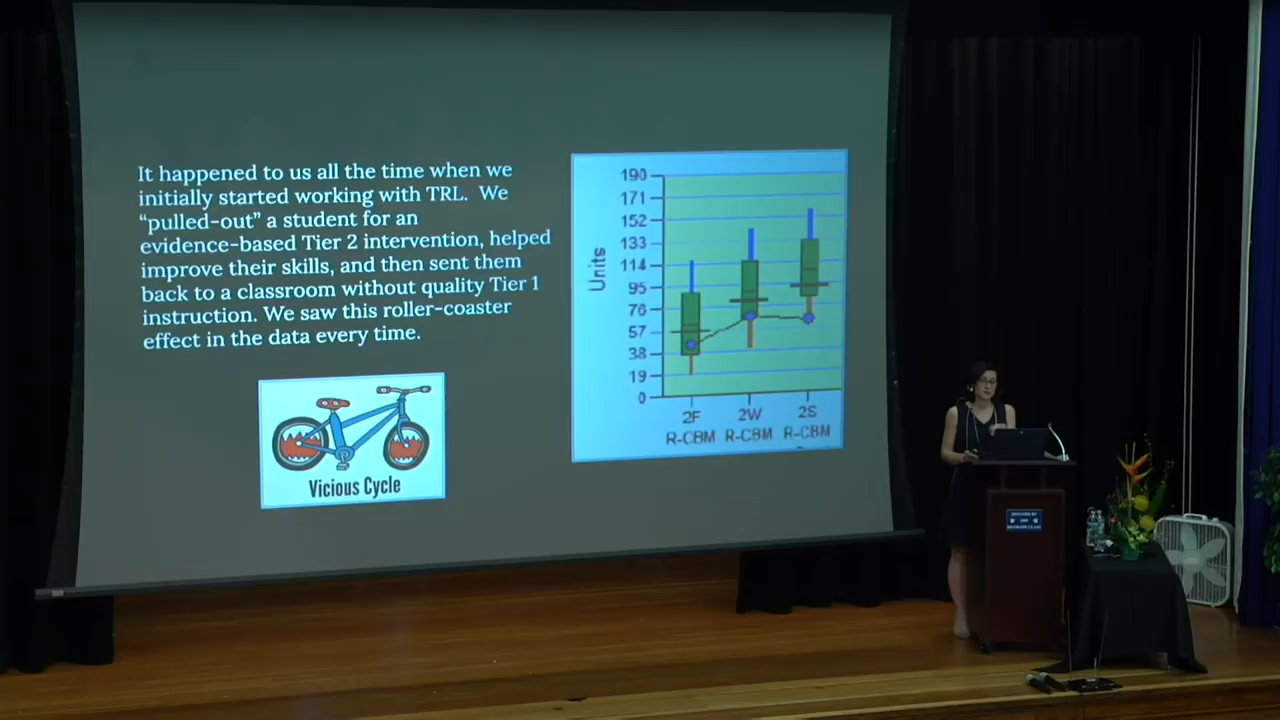 It happened to us all the time when we
initially started working with TRL. We
“pulled-out” a student for an
evidence-based Tier 2 intervention, helped
improve their skills, and then sent them
back to a classroom without quality Tier 1
instruction. We saw this roller-coaster
effect in the data every time.
Vicious Cycle
Units
190
171
152
133
114
95
76
57
38
19
0
2F 2W 2S
R-CBM R-CBM R-CBM
DONATED BY